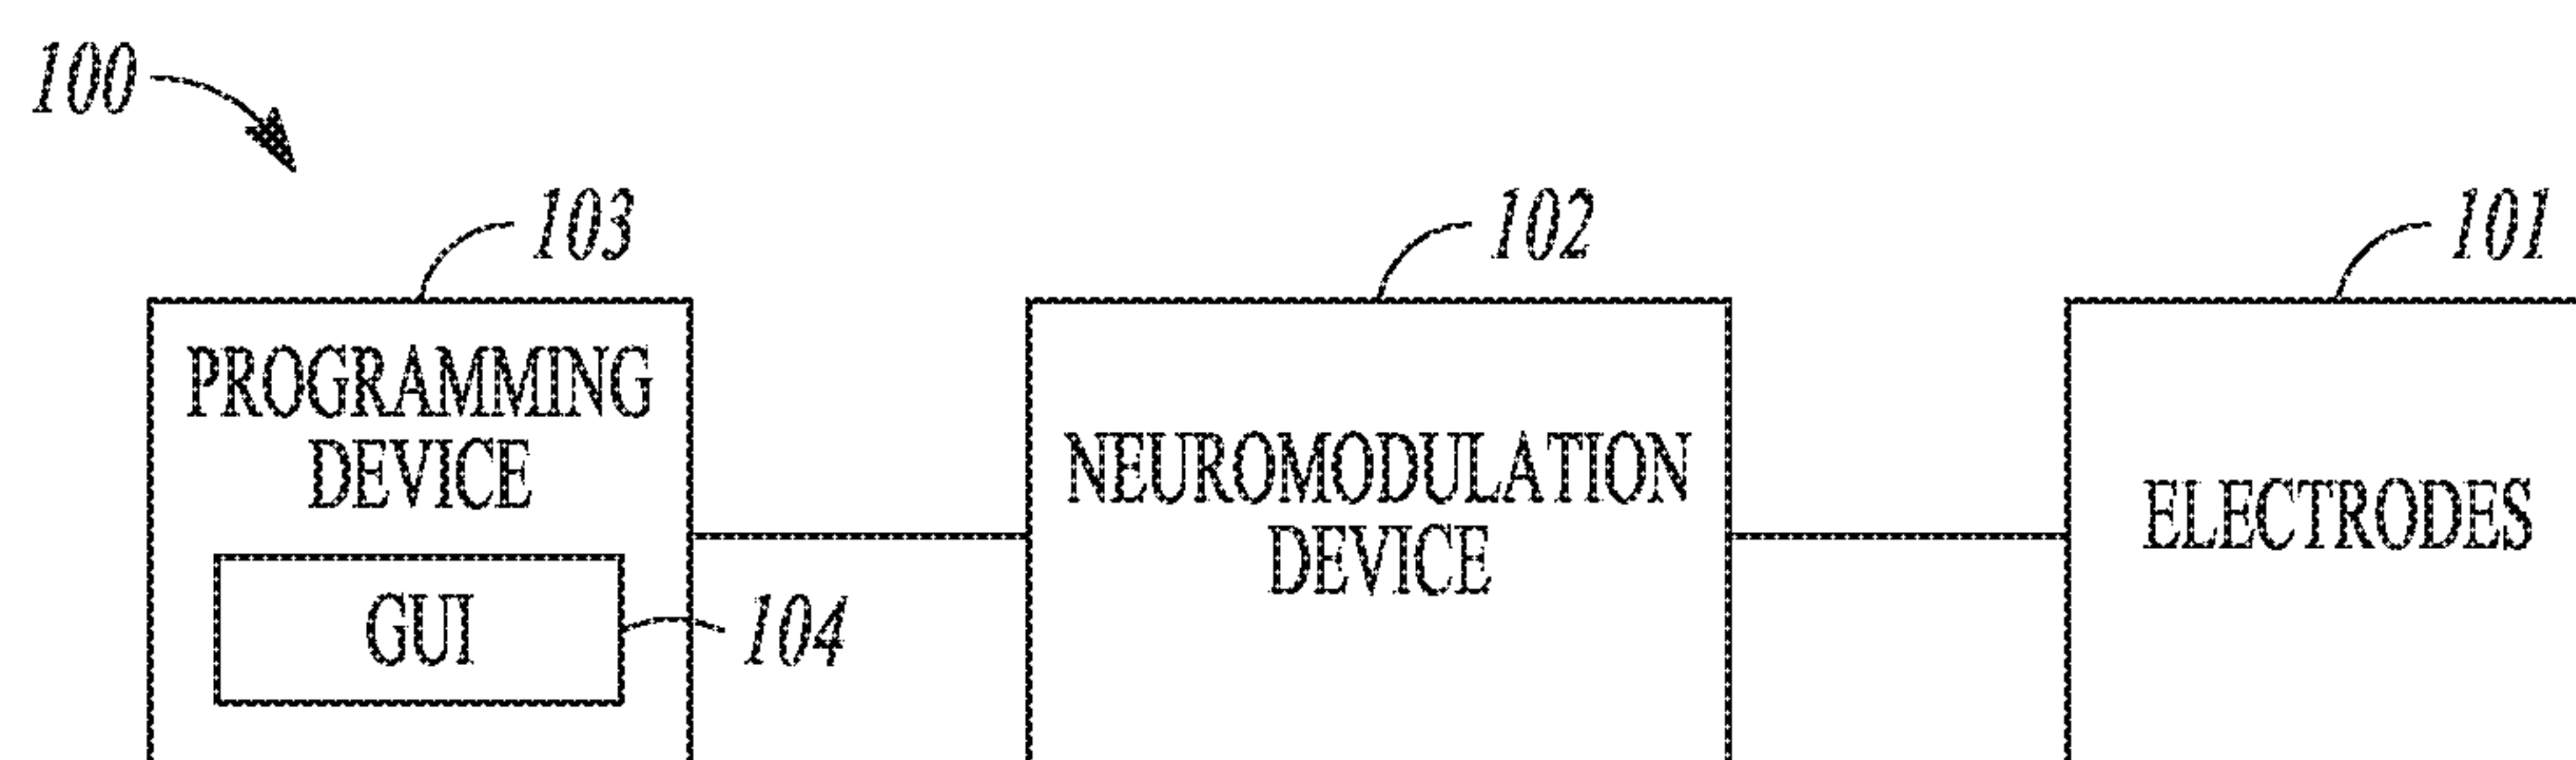 100
103
102
101
PROGRAMMING
DEVICE
NEUROMODULATION
DEVICE
ELECTRODES
GUI
104